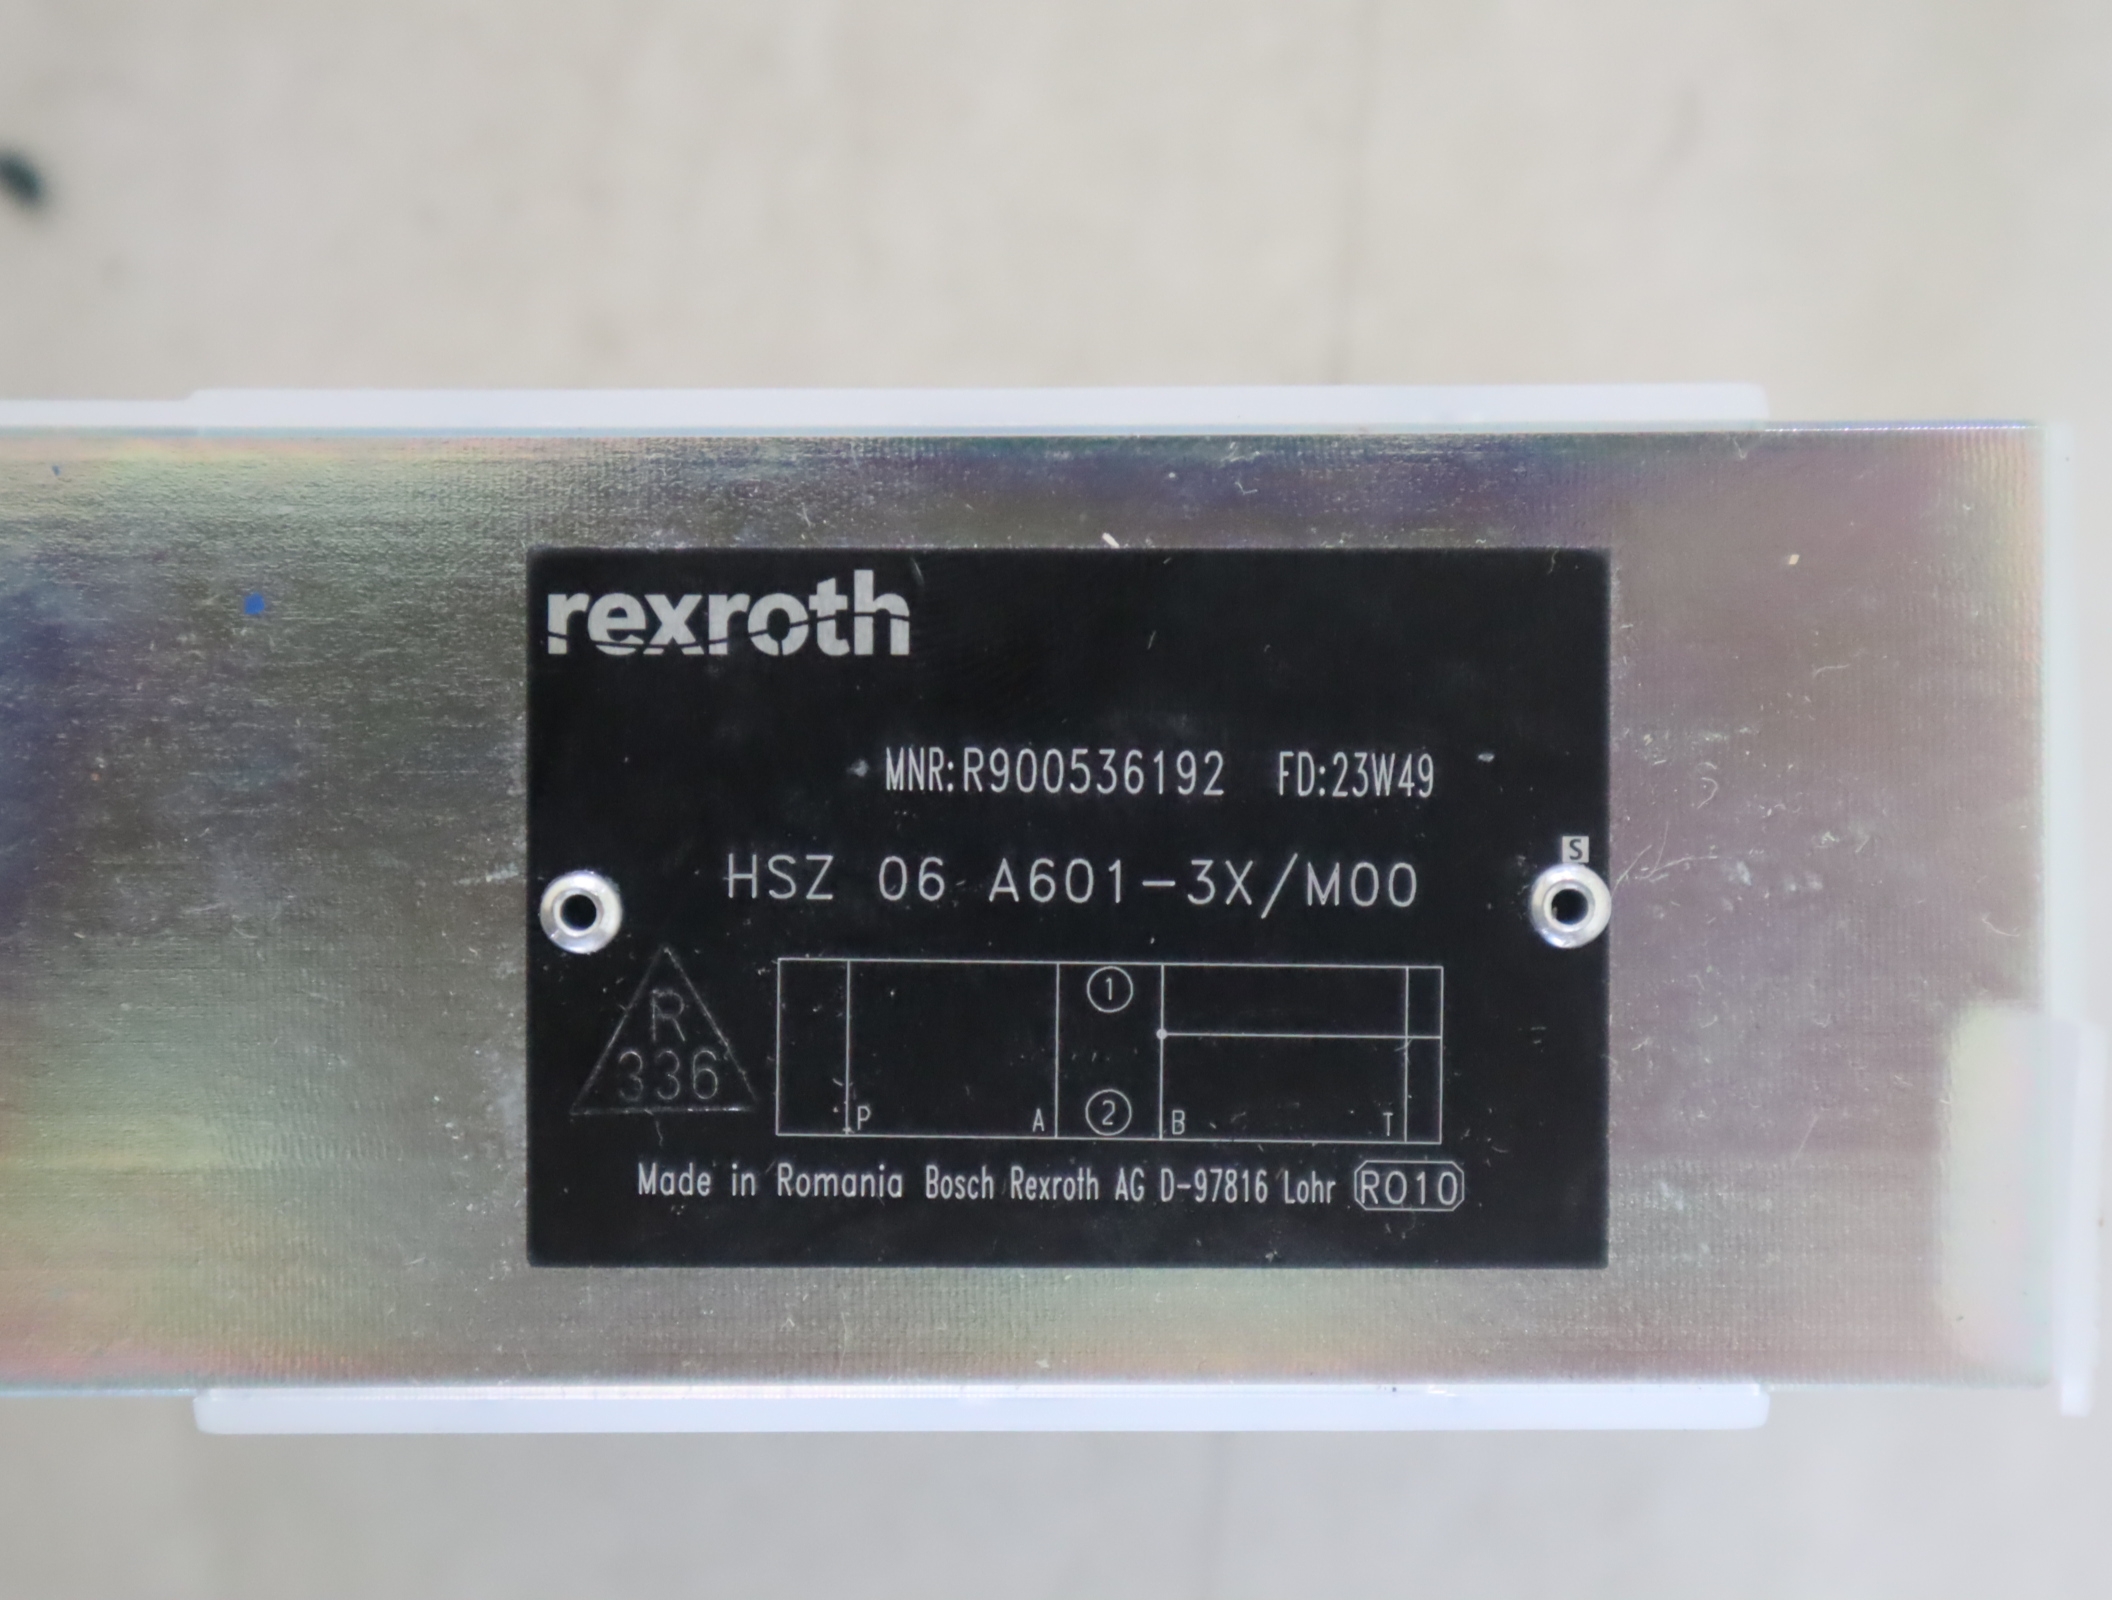 rexroth
MNR:R900536192 FD:23W49
S
HSZ 06 A601-3X/M00
R
336
1
2
P A B T
Made in Romania Bosch Rexroth AG D-97816 Lohr RO10